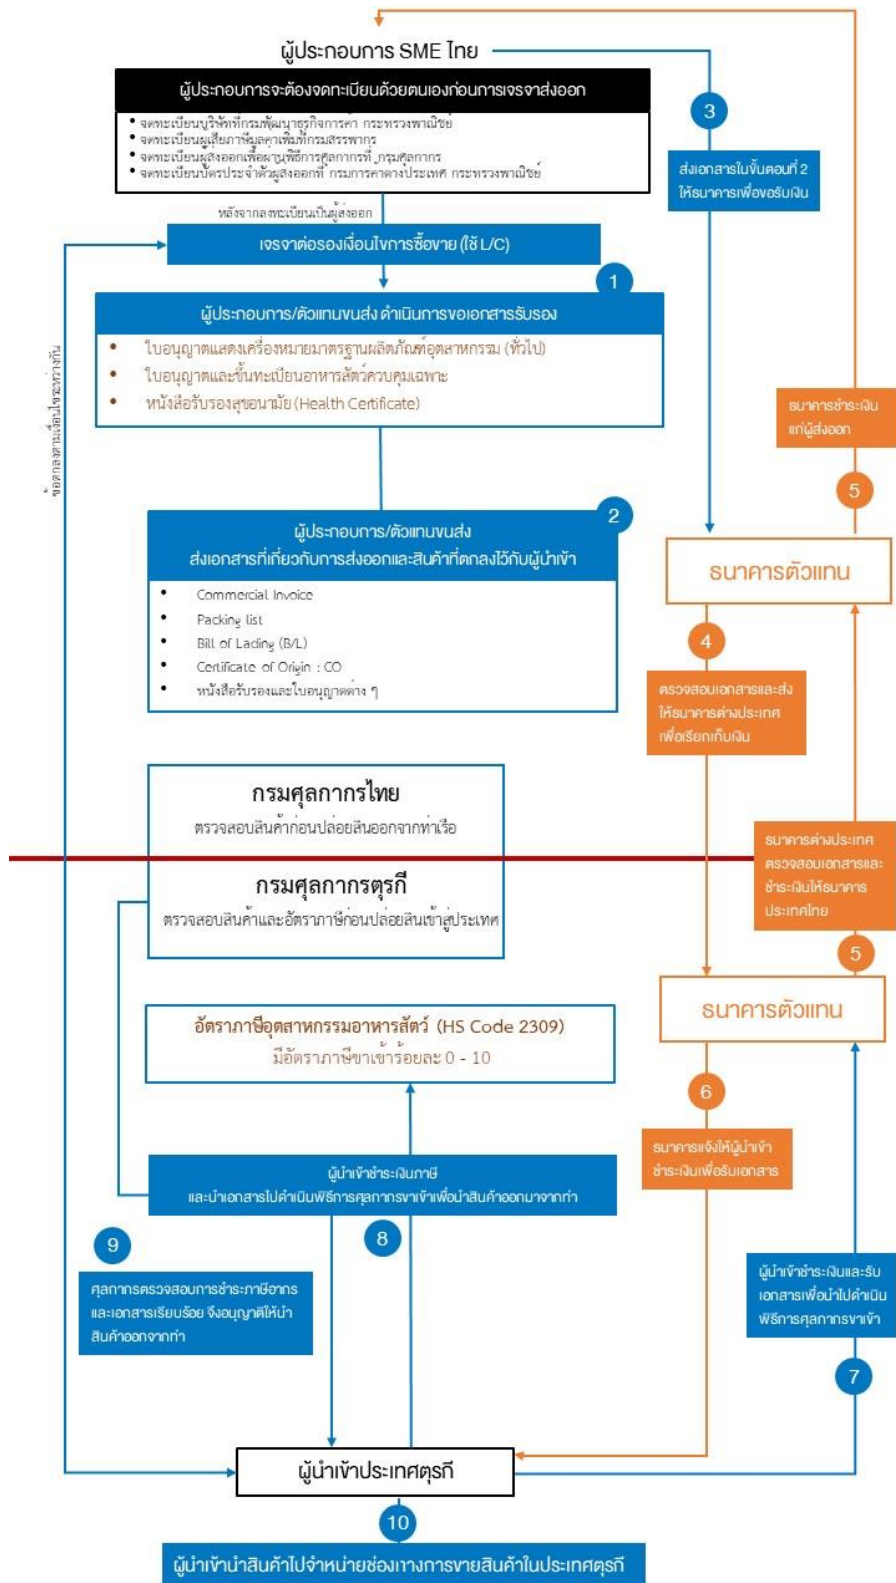 ผู้ประกอบการ SME ไทย
ผู้ประกอบการจะต้องจดทะเบียนด้วยตนเองก่อนการเจรจาส่งออก
• จดทะเบียนบริษัทที่กรมพัฒนาธุรกิจการค้า กระทรวงพาณิชย์
• จดทะเบียนผู้เสียภาษีมูลค่าเพิ่มที่กรมสรรพากร
• จดทะเบียนผู้ส่งออกเพื่อผ่านพิธีการศุลกากรที่ กรมศุลกากร
• จดทะเบียนบัตรประจำตัวผู้ส่งออกที่ กรมการค้าต่างประเทศ กระทรวงพาณิชย์
3
ส่งเอกสารในขั้นตอนที่ 2
ให้ธนาคารเพื่อขอรับเงิน
หลังจากลงทะเบียนเป็นผู้ส่งออก
เจรจาต่อรองเงื่อนไขการซื้อขาย (ใช้ L/C)
1
ผู้ประกอบการ/ตัวแทนขนส่ง ดำเนินการขอเอกสารรับรอง
• ใบอนุญาตแสดงเครื่องหมายมาตรฐานผลิตภัณฑ์อุตสาหกรรม (ทั่วไป)
• ใบอนุญาตและขึ้นทะเบียนอาหารสัตว์ควบคุมเฉพาะ
• หนังสือรับรองสุขอนามัย (Health Certificate)
ข้อตกลงตามเงื่อนไขระหว่างกัน
ธนาคารชำระเงิน
แก่ผู้ส่งออก
5
2
ผู้ประกอบการ/ตัวแทนขนส่ง
ส่งเอกสารที่เกี่ยวกับการส่งออกและสินค้าที่ตกลงไว้กับผู้นำเข้า
• Commercial Invoice
• Packing list
• Bill of Lading (B/L)
• Certificate of Origin : CO
• หนังสือรับรองและใบอนุญาตต่าง ๆ
ธนาคารตัวแทน
4
ตรวจสอบเอกสารและส่ง
ให้ธนาคารต่างประเทศ
เพื่อเรียกเก็บเงิน
กรมศุลกากรไทย
ตรวจสอบสินค้าก่อนปล่อยสินออกจากท่าเรือ
กรมศุลกากรตุรกี
ตรวจสอบสินค้าและอัตราภาษีก่อนปล่อยสินเข้าสู่ประเทศ
ธนาคารต่างประเทศ
ตรวจสอบเอกสารและ
ชำระเงินให้ธนาคาร
ประเทศไทย
5
ธนาคารตัวแทน
อัตราภาษีอุตสาหกรรมอาหารสัตว์ (HS Code 2309)
มีอัตราภาษีขาเข้าร้อยละ 0 - 10
6
ธนาคารแจ้งให้ผู้นำเข้า
ชำระเงินเพื่อรับเอกสาร
ผู้นำเข้าชำระเงินภาษี
และนำเอกสารไปดำเนินพิธีการศุลกากรขาเข้าเพื่อนำสินค้าออกมาจากท่า
8
9
ศุลกากรตรวจสอบการชำระภาษีอากร
และเอกสารเรียบร้อย จึงอนุญาติให้นำ
สินค้าออกจากท่า
ผู้นำเข้าชำระเงินและรับ
เอกสารเพื่อนำไปดำเนิน
พิธีการศุลกากรขาเข้า
7
ผู้นำเข้าประเทศตุรกี
10
ผู้นำเข้านำสินค้าไปจำหน่ายช่องทางการขายสินค้าในประเทศตุรกี